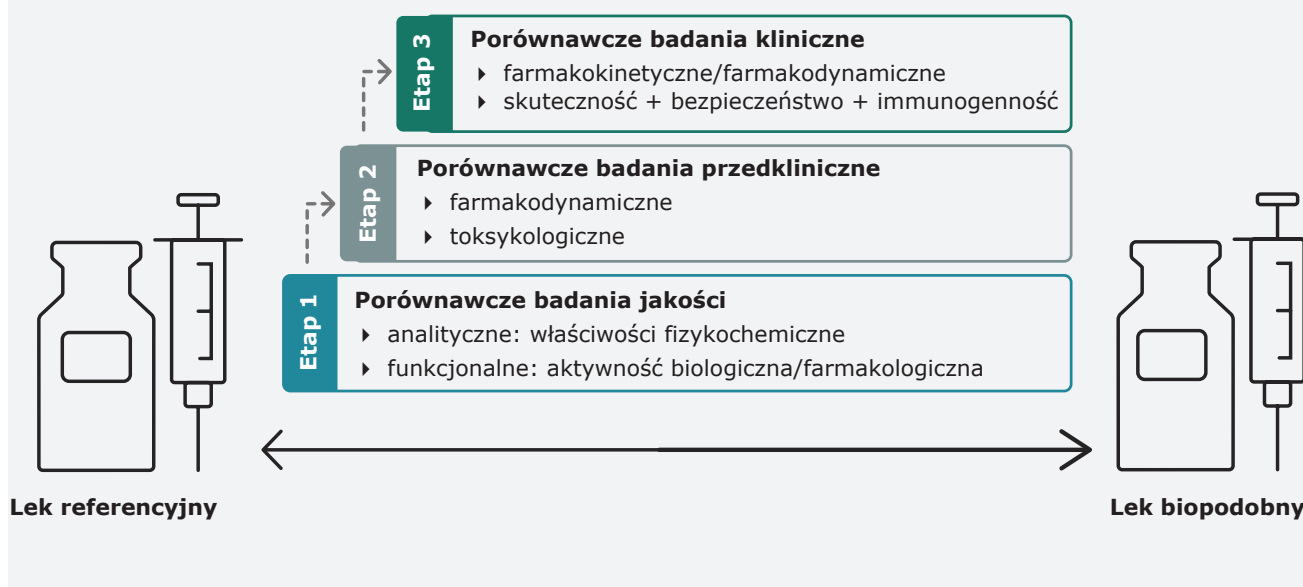 Etap 3
Porównawcze badania kliniczne
farmakokinetyczne/farmakodynamiczne
skuteczność + bezpieczeństwo + immunogenność
Etap 2
Porównawcze badania przedkliniczne
farmakodynamiczne
toksykologiczne
Etap 1
Porównawcze badania jakości
analityczne: właściwości fizykochemiczne
funkcjonalne: aktywność biologiczna/farmakologiczna
Lek referencyjny
Lek biopodobny